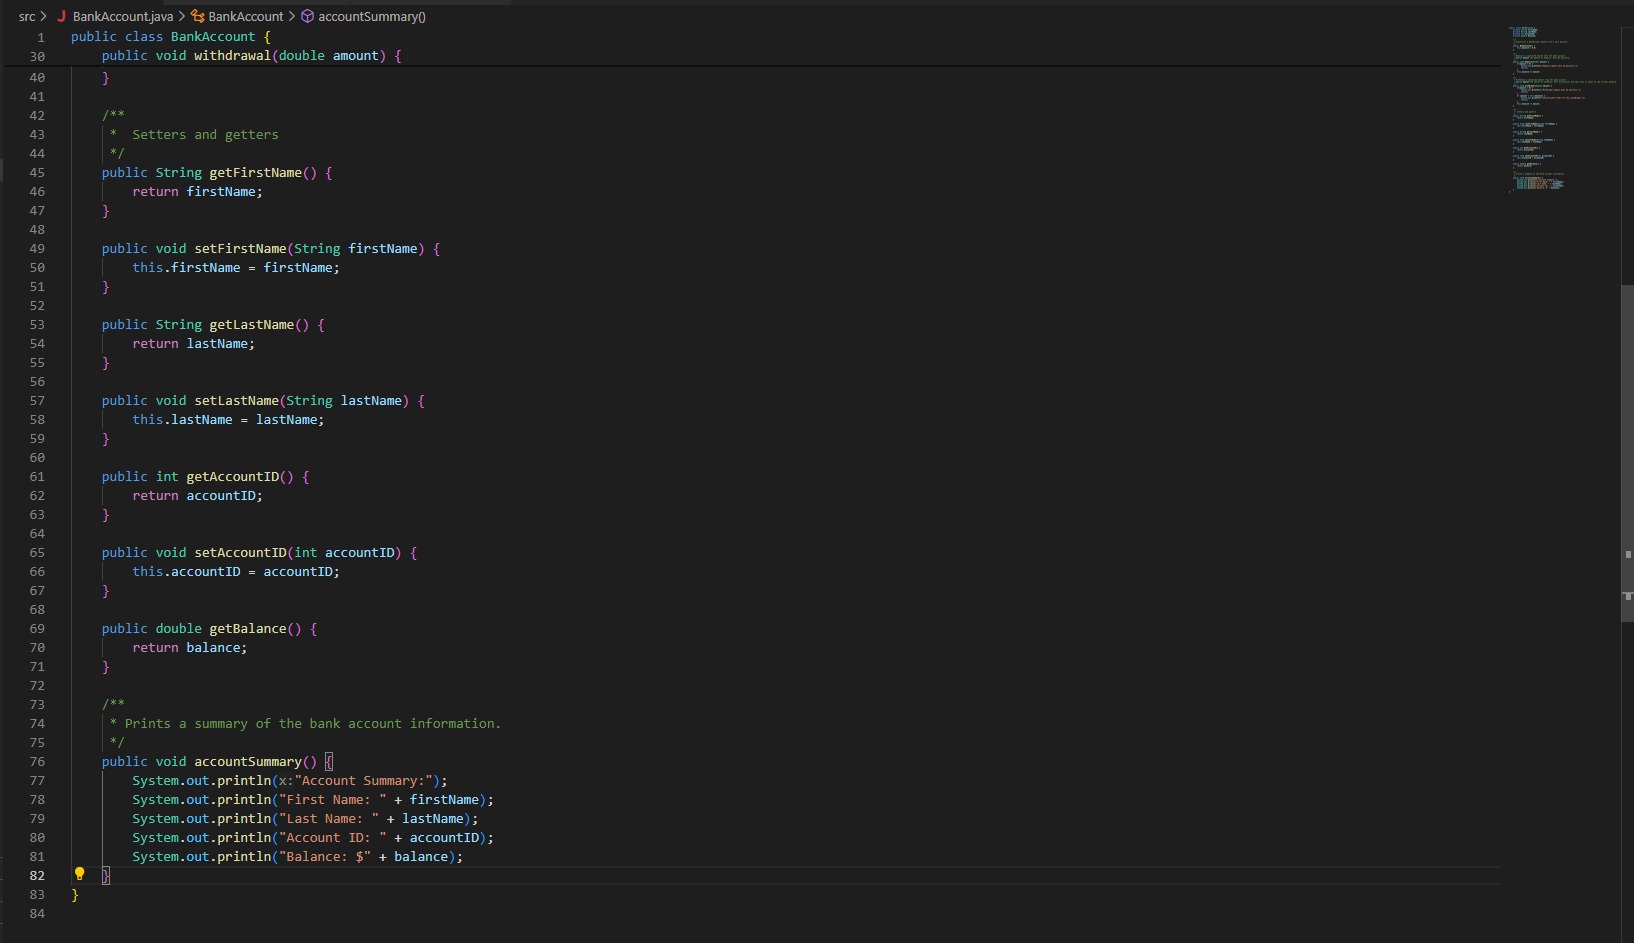 src > BankAccount.java > BankAccount > accountSummary()
1 public class BankAccount {
30     public void withdrawal(double amount) {
40     }
41
42     /**
43      *  Setters and getters
44      */
45     public String getFirstName() {
46         return firstName;
47     }
48
49     public void setFirstName(String firstName) {
50         this.firstName = firstName;
51     }
52
53     public String getLastName() {
54         return lastName;
55     }
56
57     public void setLastName(String lastName) {
58         this.lastName = lastName;
59     }
60
61     public int getAccountID() {
62         return accountID;
63     }
64
65     public void setAccountID(int accountID) {
66         this.accountID = accountID;
67     }
68
69     public double getBalance() {
70         return balance;
71     }
72
73     /**
74      * Prints a summary of the bank account information.
75      */
76     public void accountSummary() {
77         System.out.println(x:"Account Summary:");
78         System.out.println("First Name: " + firstName);
79         System.out.println("Last Name: " + lastName);
80         System.out.println("Account ID: " + accountID);
81         System.out.println("Balance: $" + balance);
82     }
83 }
84